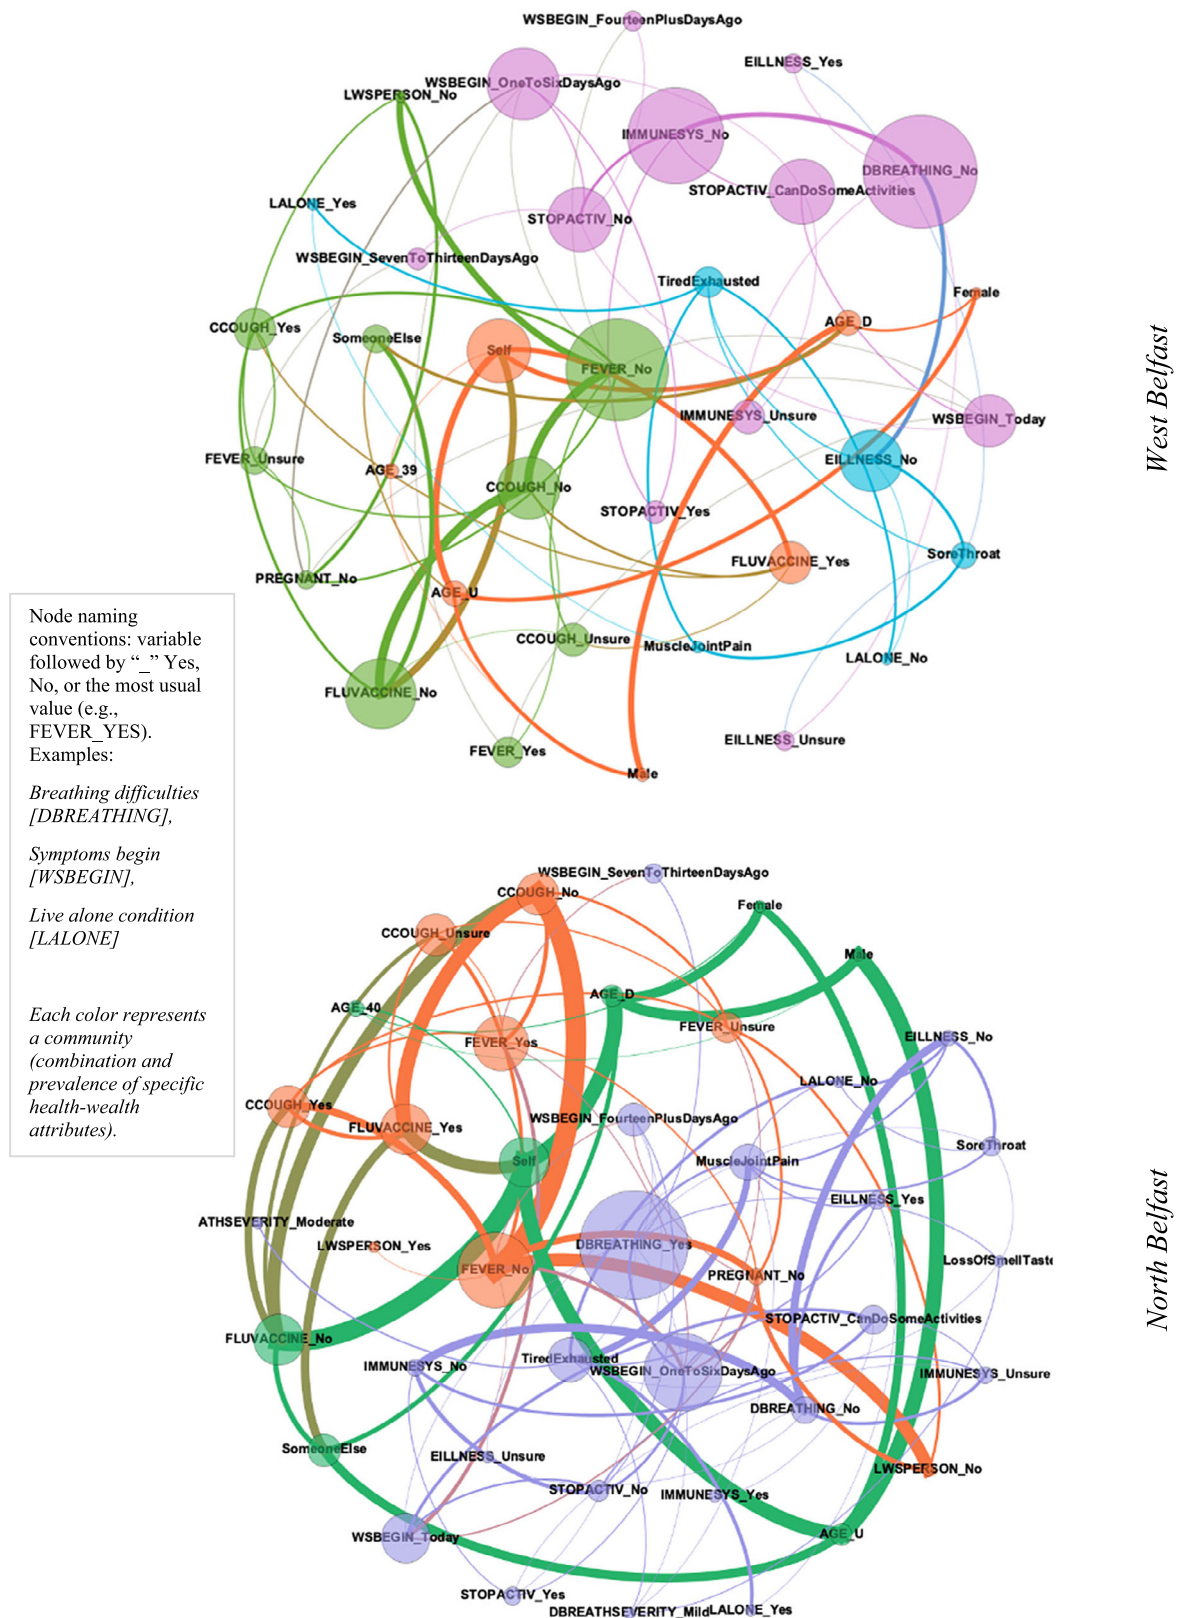 WSBEGIN_FourteenPlusDaysAgo
EILLNESS_Yes
WSBEGIN_OneToSixDaysAgo
LWSPERSON_No
IMMUNESYS_No
DBREATHING_No
STOPACTIV_CanDoSomeActivities
LALONE_Yes
STOPACTIV_No
WSBEGIN_SevenToThirteenDaysAgo
TiredExhausted
Female
CCOUGH_Yes
SomeoneElse
AGE_D
Self
FEVER_No
IMMUNESYS_Unsure
WSBEGIN_Today
FEVER_Unsure
AGE_39
EILLNESS_No
CCOUGH_No
STOPACTIV_Yes
SoreThroat
FLUVACCINE_Yes
PREGNANT_No
AGE_U
CCOUGH_Unsure
MuscleJointPain
LALONE_No
FLUVACCINE_No
EILLNESS_Unsure
FEVER_Yes
Male
West Belfast
Node naming
conventions: variable
followed by “_” Yes,
No, or the most usual
value (e.g.,
FEVER_YES).
Examples:
Breathing difficulties
[DBREATHING],
Symptoms begin
[WSBEGIN],
Live alone condition
[LALONE]
Each color represents
a community
(combination and
prevalence of specific
health-wealth
attributes).
WSBEGIN_SevenToThirteenDaysAgo
CCOUGH_No
Female
CCOUGH_Unsure
Male
AGE_D
AGE_40
FEVER_Unsure
EILLNESS_No
FEVER_Yes
LALONE_No
CCOUGH_Yes
WSBEGIN_FourteenPlusDaysAgo
FLUVACCINE_Yes
SoreThroat
Self
MuscleJointPain
EILLNESS_Yes
ATHSEVERITY_Moderate
LWSPERSON_Yes
DBREATHING_Yes
LossOfSmellTaste
FEVER_No
PREGNANT_No
STOPACTIV_CanDoSomeActivities
FLUVACCINE_No
IMMUNESYS_No
TiredExhausted
WSBEGIN_OneToSixDaysAgo
IMMUNESYS_Unsure
DBREATHING_No
SomeoneElse
EILLNESS_Unsure
LWSPERSON_No
STOPACTIV_No
IMMUNESYS_Yes
WSBEGIN_Today
AGE_U
STOPACTIV_Yes
DBREATHSEVERITY_Mild
LALONE_Yes
North Belfast